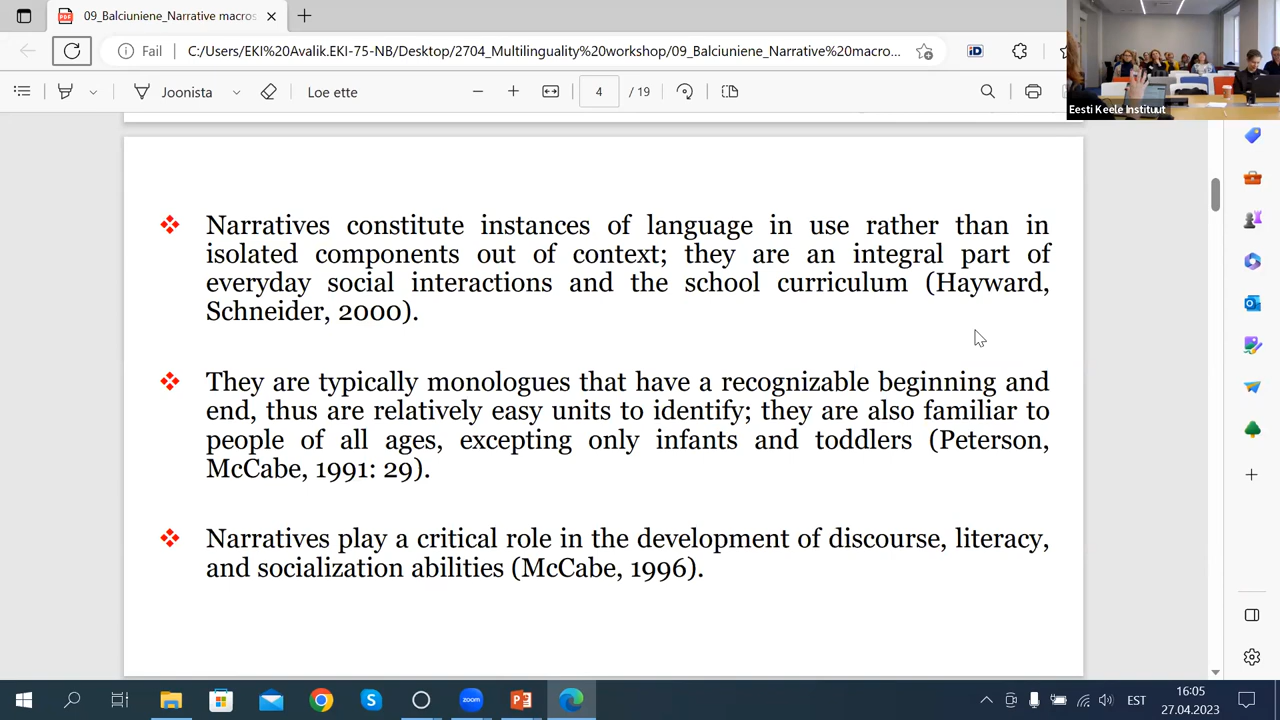 09_Balciuniene_Narrative macros
Fail
C:/Users/EKI%20Avalik.EKI-75-NB/Desktop/2704_Multilinguality%20workshop/09_Balciuniene_Narrative%20macro...
iD
Joonista
Loe ette
4 / 19
Eesti Keele Instituut
Narratives constitute instances of language in use rather than in
isolated components out of context; they are an integral part of
everyday social interactions and the school curriculum (Hayward,
Schneider, 2000).
They are typically monologues that have a recognizable beginning and
end, thus are relatively easy units to identify; they are also familiar to
people of all ages, excepting only infants and toddlers (Peterson,
McCabe, 1991: 29).
Narratives play a critical role in the development of discourse, literacy,
and socialization abilities (McCabe, 1996).
zoom
EST
16:05
27.04.2023